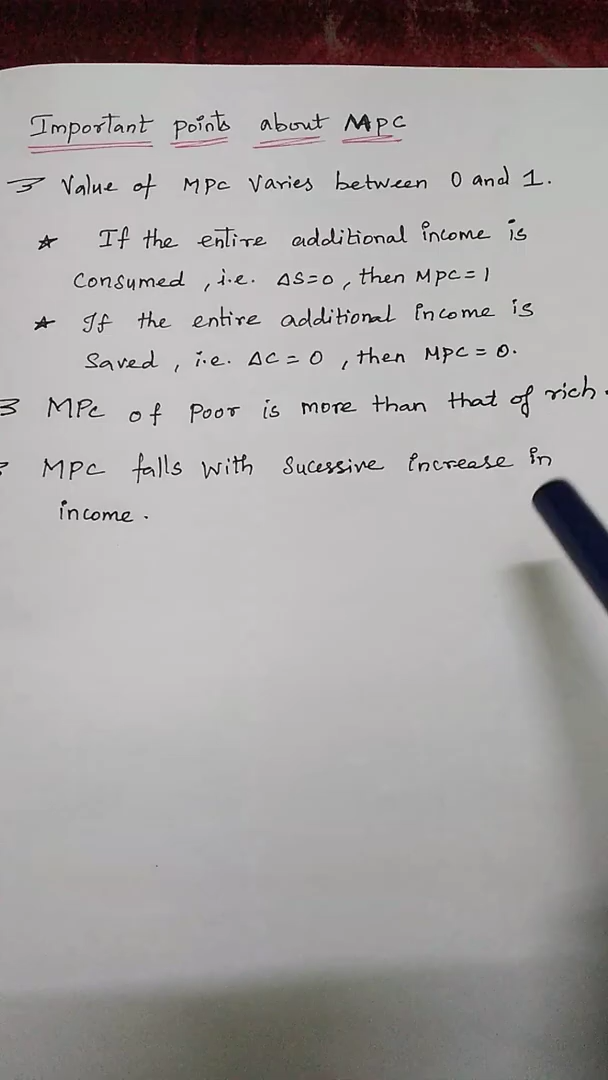 Important points about MPC
→ Value of MPC varies between 0 and 1.
★ If the entire additional income is
Consumed, i.e. ΔS=0, then MPC=1
★ If the entire additional income is
Saved, i.e. ΔC = 0, then MPC = 0.
→ MPC of Poor is more than that of rich.
→ MPC falls with Sucessive increase in
income.